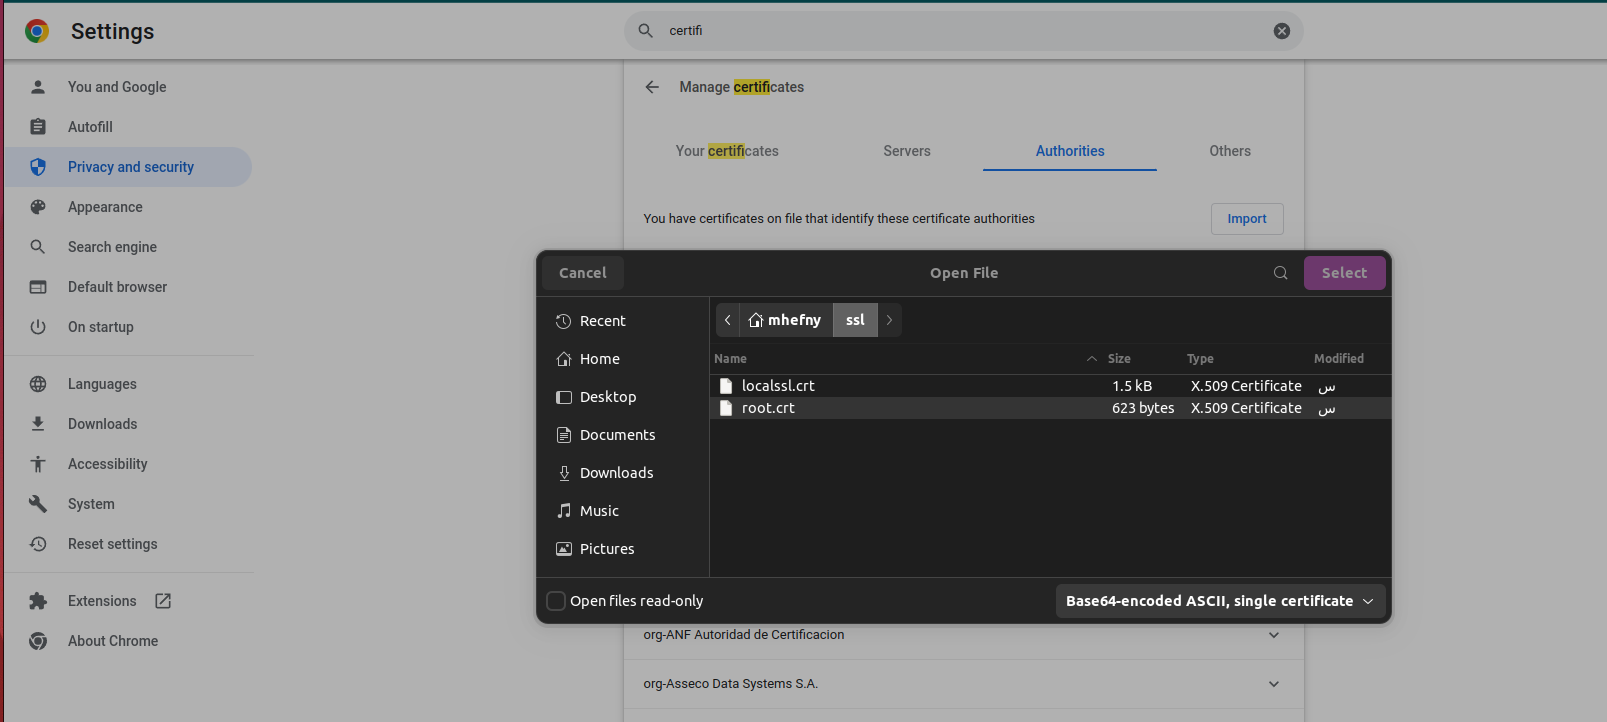 Settings
certifi
You and Google
Autofill
Privacy and security
Appearance
Search engine
Default browser
On startup
Languages
Downloads
Accessibility
System
Reset settings
Extensions
About Chrome
Manage certificates
Your certificates Servers Authorities Others
You have certificates on file that identify these certificate authorities Import
Cancel Open File Select
Recent
Home
Desktop
Documents
Downloads
Music
Pictures
mhefny ssl
Name Size Type Modified
localssl.crt 1.5 kB X.509 Certificate س
root.crt 623 bytes X.509 Certificate س
Open files read-only Base64-encoded ASCII, single certificate
org-ANF Autoridad de Certificacion
org-Asseco Data Systems S.A.